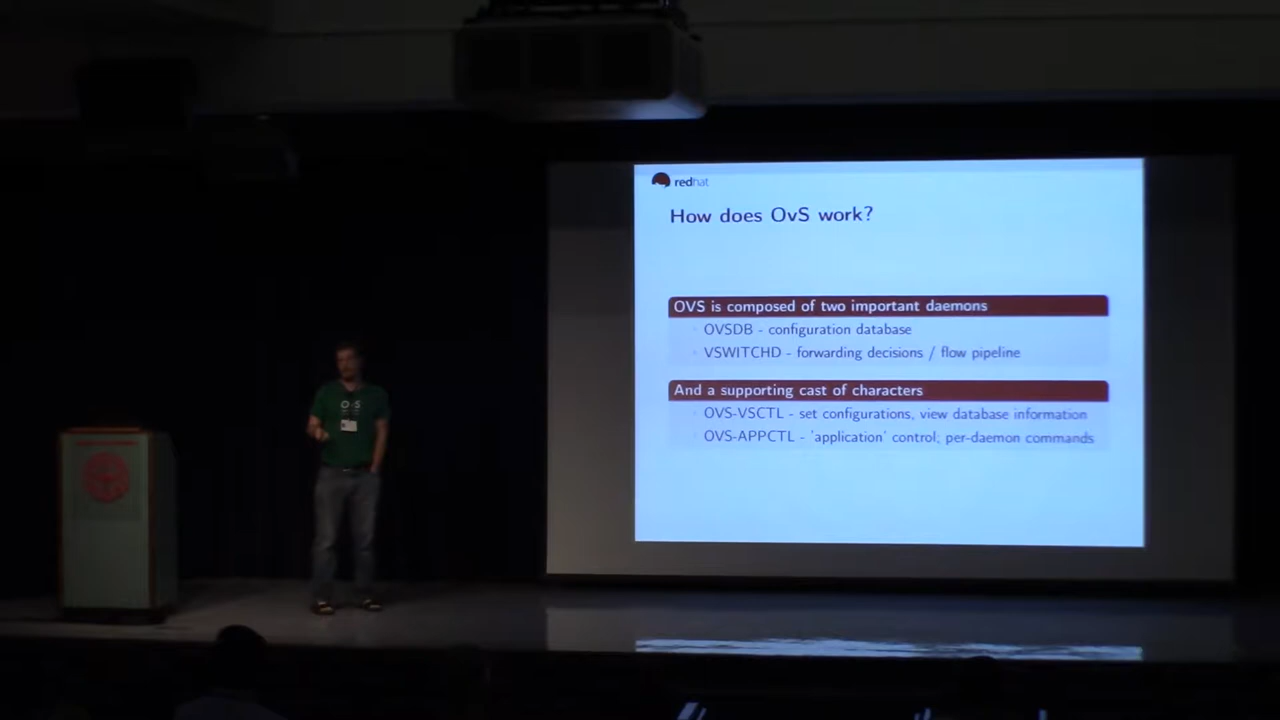 redhat
How does OvS work?
OVS is composed of two important daemons
OVSDB - configuration database
VSWITCHD - forwarding decisions / flow pipeline
And a supporting cast of characters
OVS-VSCTL - set configurations, view database information
OVS-APPCTL - 'application' control; per-daemon commands
OVS